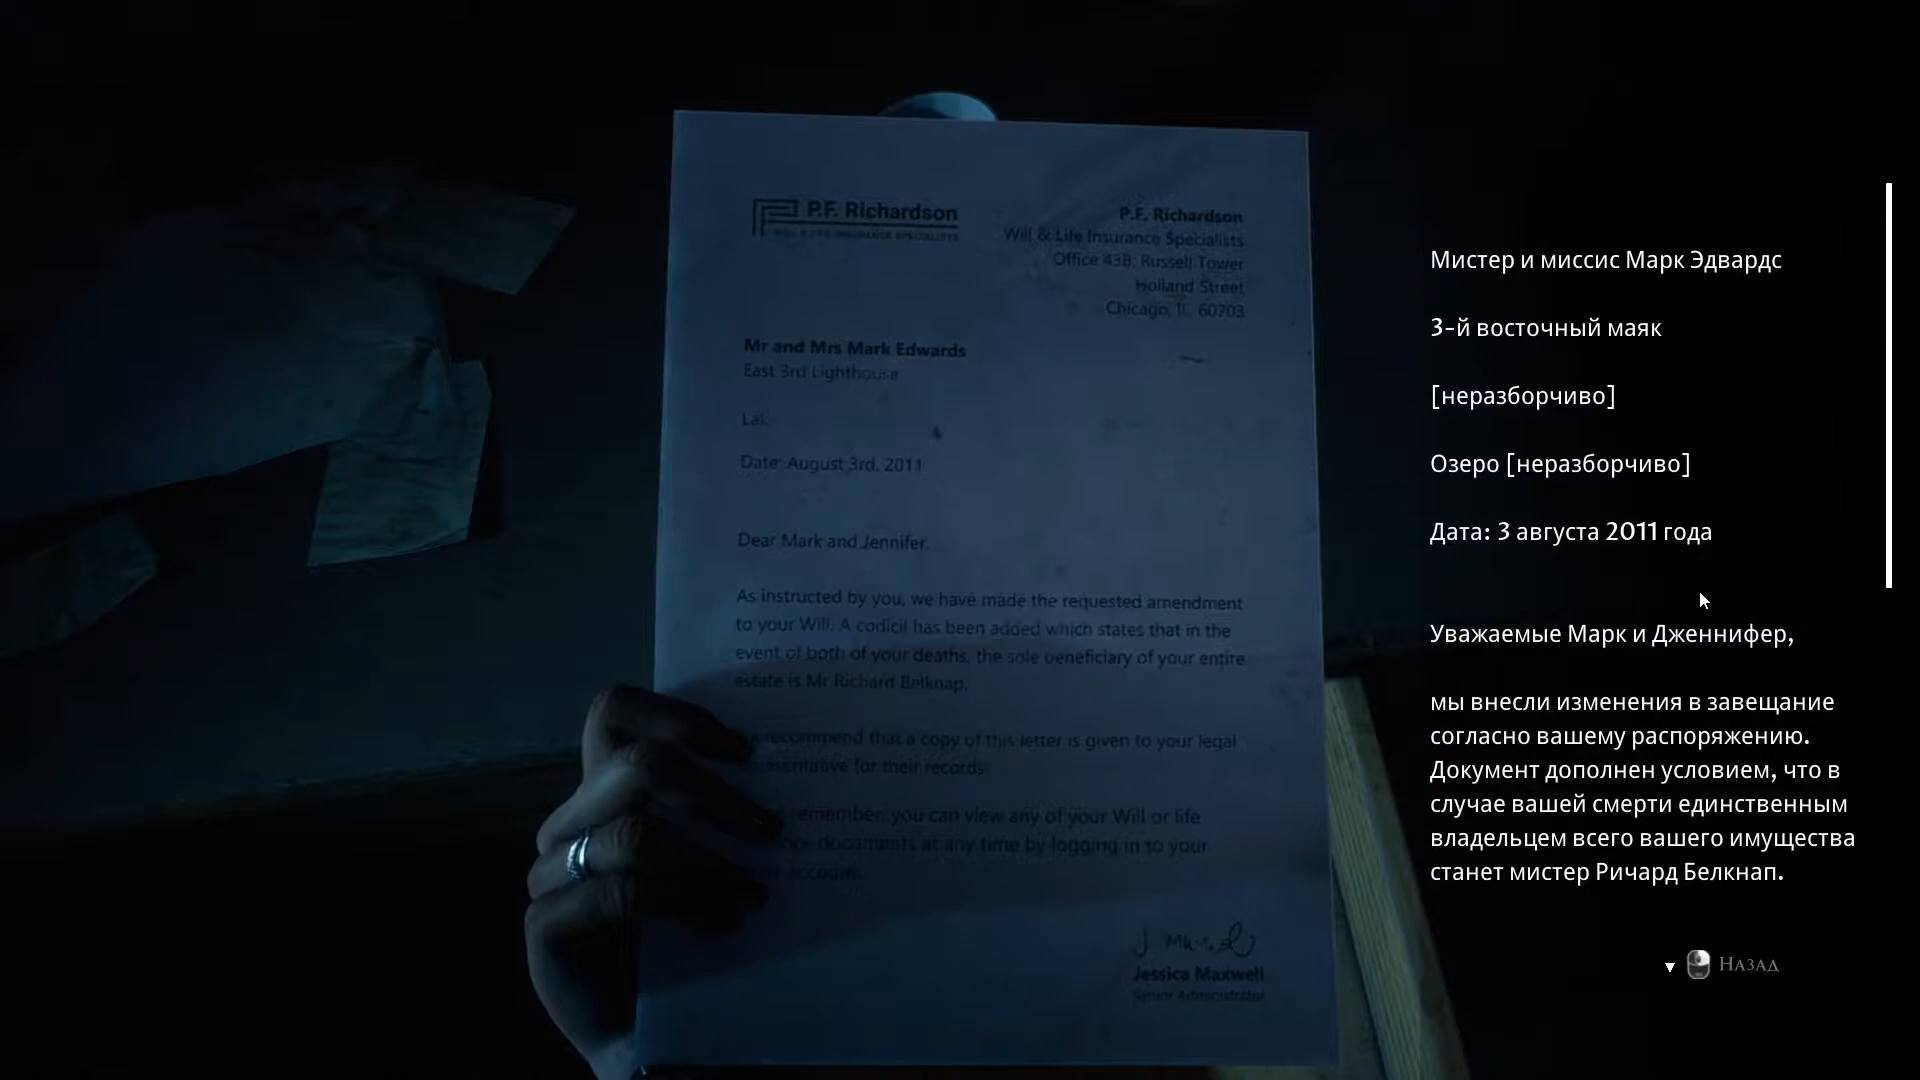 P.F. Richardson
WILL & LIFE INSURANCE SPECIALISTS
P.F. Richardson
Will & Life Insurance Specialists
Office 43B, Russell Tower
Holland Street
Chicago, IL 60703
Mr and Mrs Mark Edwards
East 3rd Lighthouse
Date: August 3rd, 2011
Dear Mark and Jennifer,
As instructed by you, we have made the requested amendment
to your Will. A codicil has been added which states that in the
event of both of your deaths, the sole beneficiary of your entire
estate is Mr Richard Belknap.
recommend that a copy of this letter is given to your legal
for their records
remember, you can view any of your Will or life
documents at any time by logging in to your
account.
Jessica Maxwell
Senior Administrator
Мистер и миссис Марк Эдвардс
3-й восточный маяк
[неразборчиво]
Озеро [неразборчиво]
Дата: 3 августа 2011 года
Уважаемые Марк и Дженнифер,
мы внесли изменения в завещание
согласно вашему распоряжению.
Документ дополнен условием, что в
случае вашей смерти единственным
владельцем всего вашего имущества
станет мистер Ричард Белкнап.
Назад